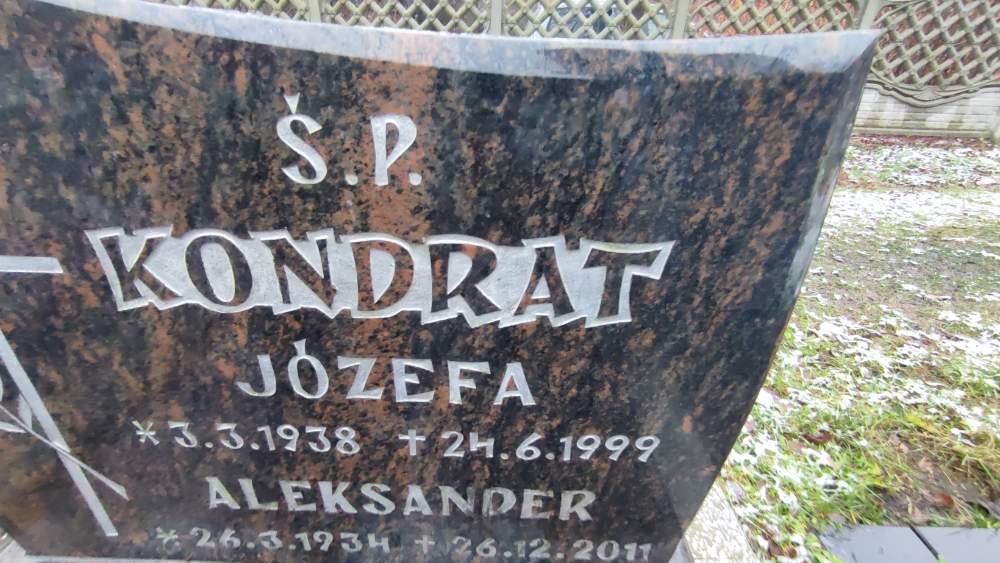 Ś.P.
KONDRAT
JÓZEFA
* 3.3.1938 + 24.6.1999
ALEKSANDER
* 26.3.1934 + 26.12.2011